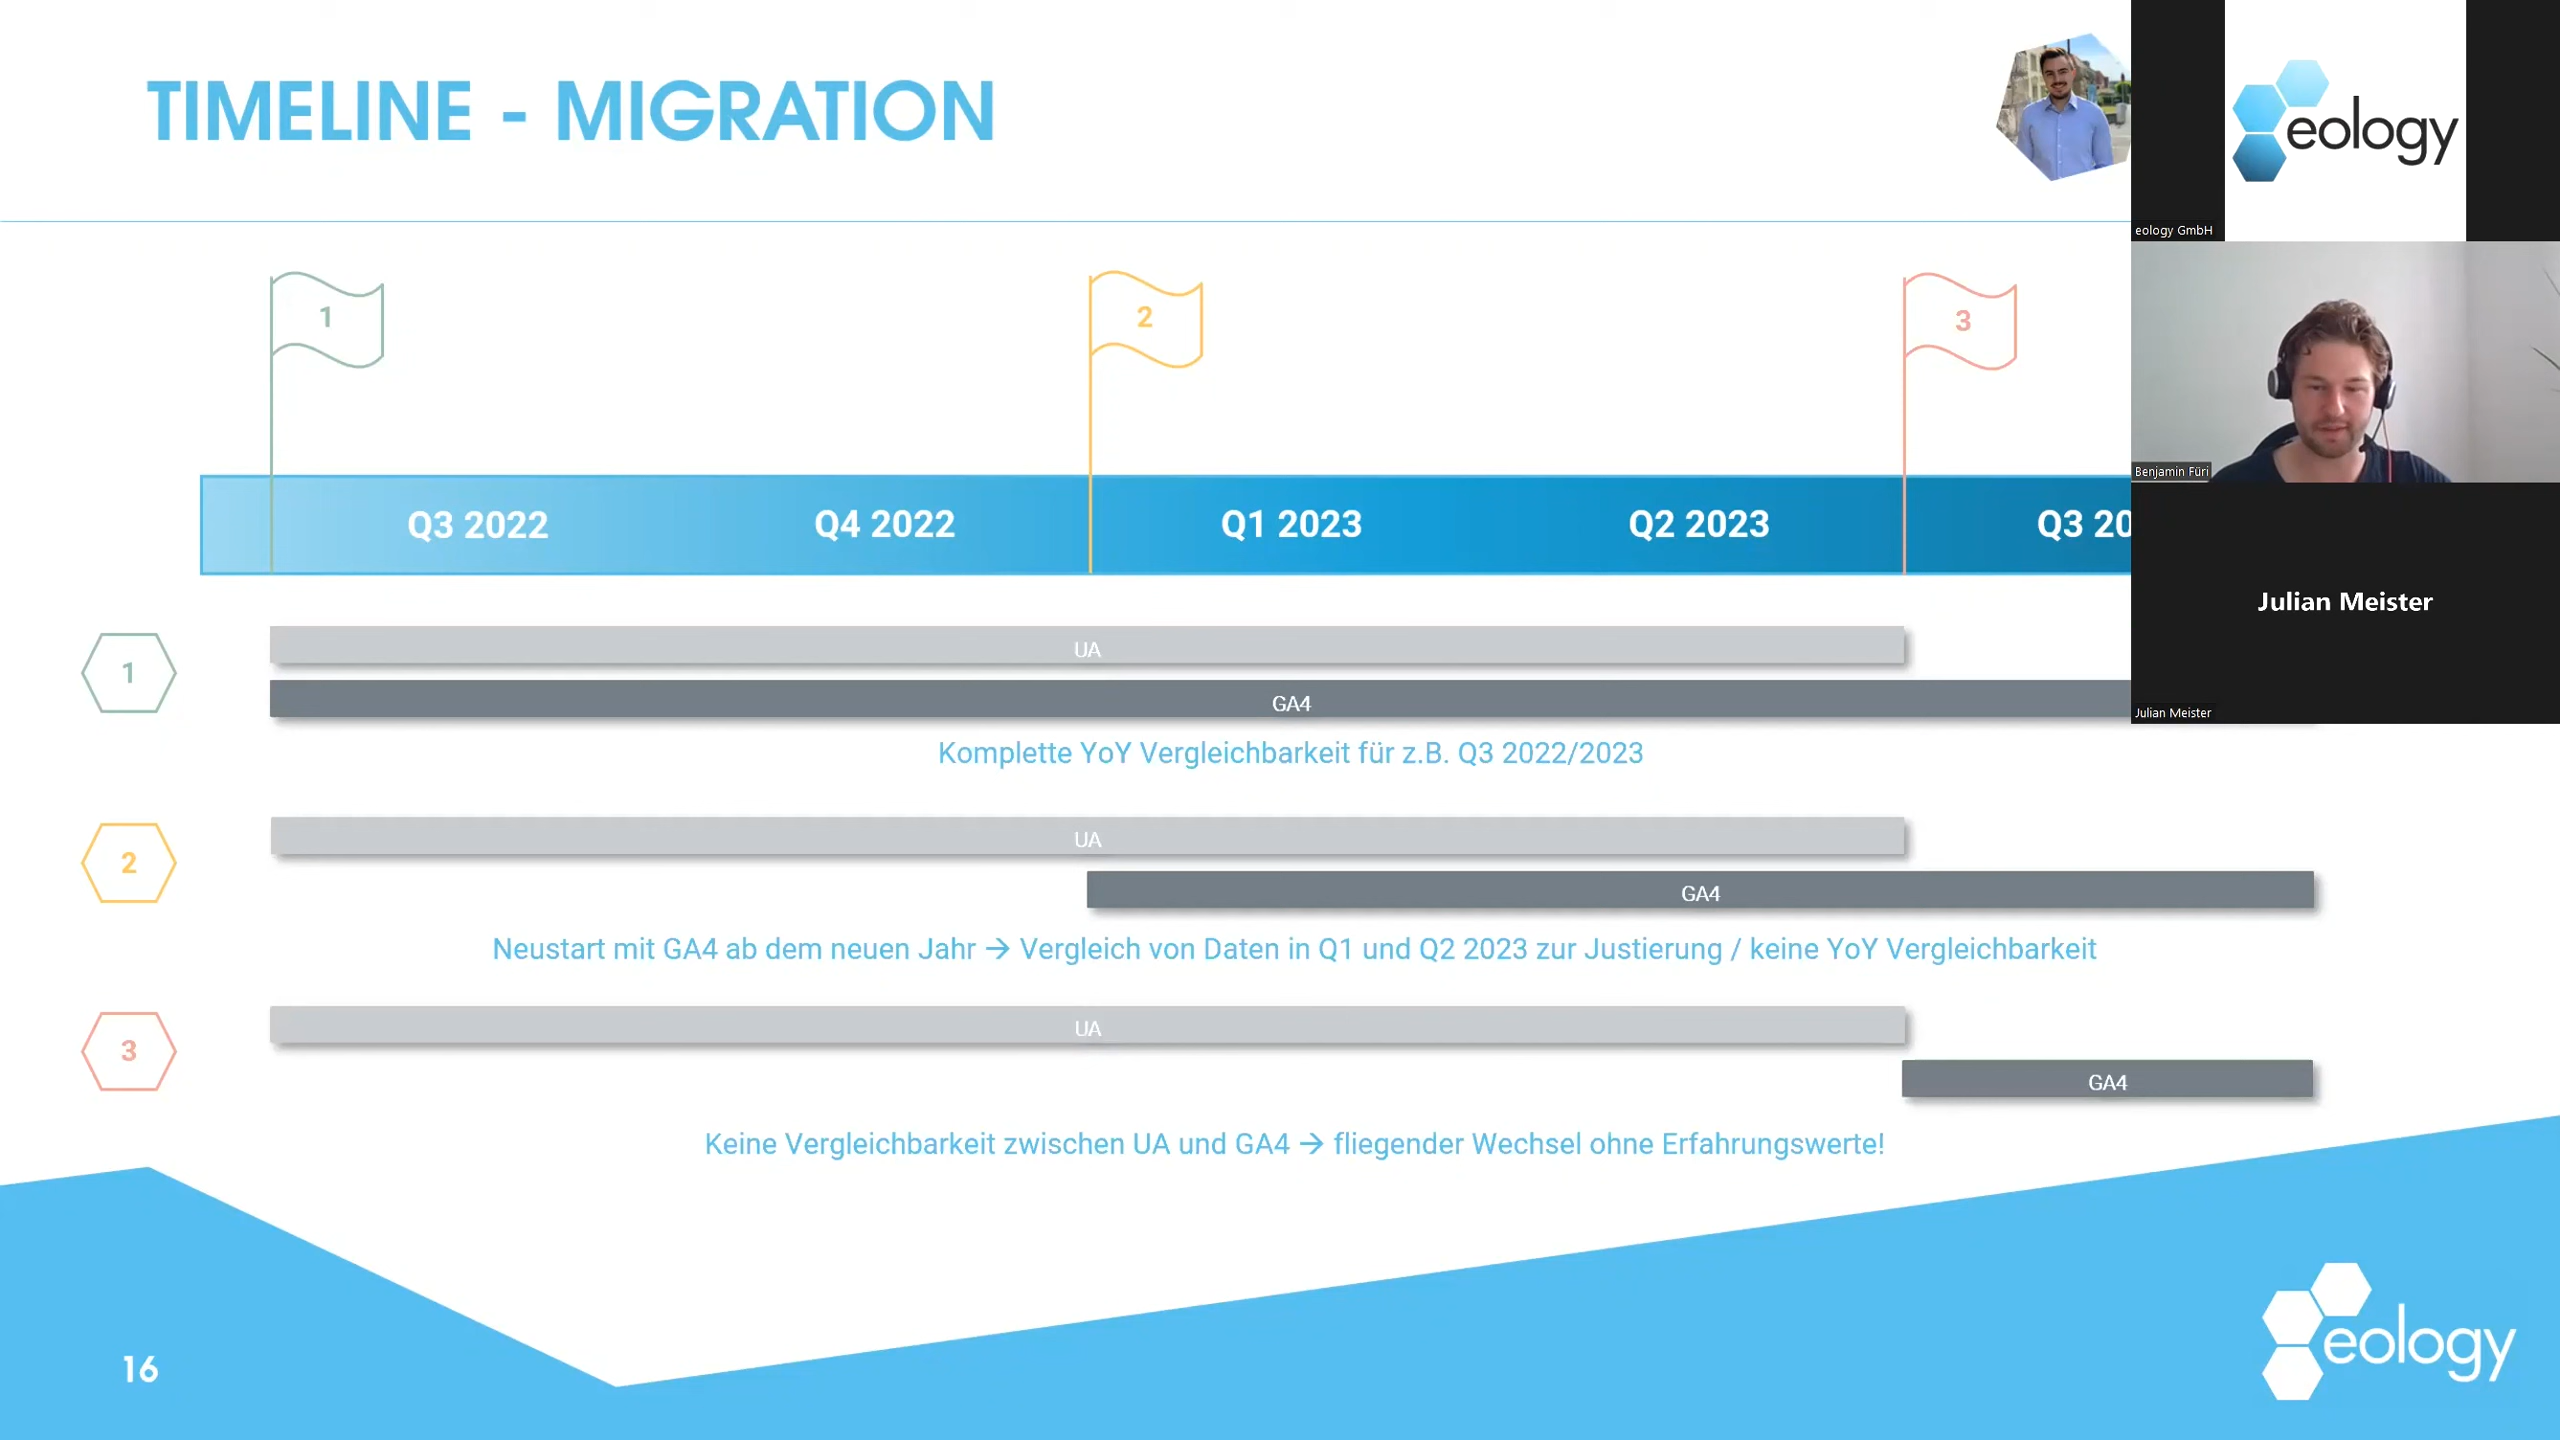 TIMELINE - MIGRATION
eology
eology GmbH
1
2
3
Benjamin Füri
Q3 2022
Q4 2022
Q1 2023
Q2 2023
Q3 20
Julian Meister
Julian Meister
1
UA
GA4
Komplette YoY Vergleichbarkeit für z.B. Q3 2022/2023
2
UA
GA4
Neustart mit GA4 ab dem neuen Jahr → Vergleich von Daten in Q1 und Q2 2023 zur Justierung / keine YoY Vergleichbarkeit
3
UA
GA4
Keine Vergleichbarkeit zwischen UA und GA4 → fliegender Wechsel ohne Erfahrungswerte!
16
eology